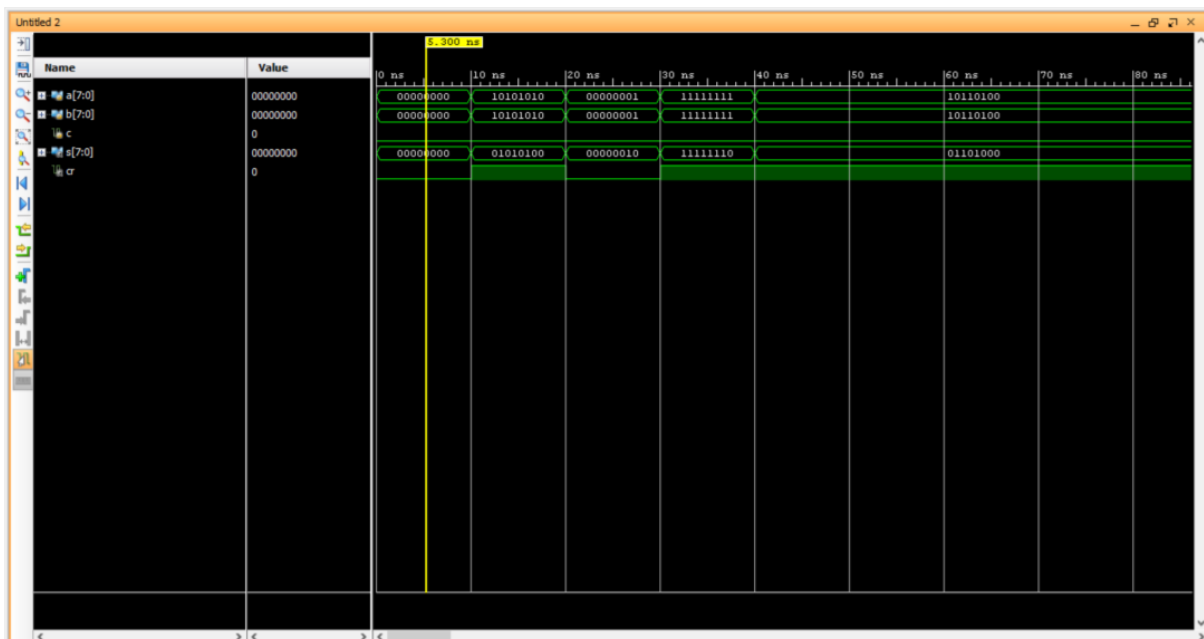 Untitled 2
5.300 ns
Name Value
0 ns 10 ns 20 ns 30 ns 40 ns 50 ns 60 ns 70 ns 80 ns
a[7:0] 00000000 00000000 10101010 00000001 11111111 10110100
b[7:0] 00000000 00000000 10101010 00000001 11111111 10110100
c 0
s[7:0] 00000000 00000000 01010100 00000010 11111110 01101000
cr 0